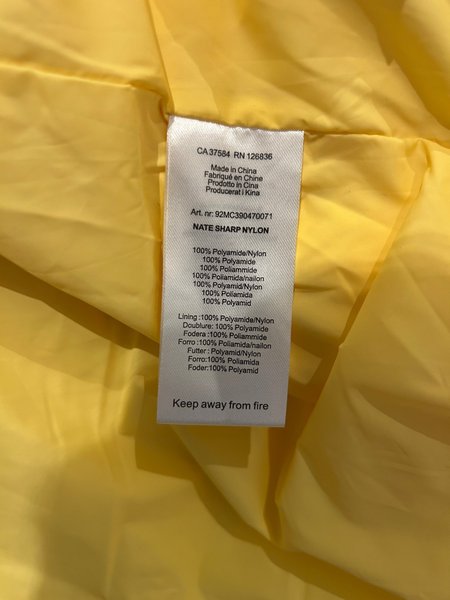 CA 37584 RN 126836
Made in China
Fabriqué en Chine
Prodotto in Cina
Producerat i Kina
Art. nr: 92MC390470071
NATE SHARP NYLON
100% Polyamide/Nylon
100% Polyamide
100% Poliammide
100% Poliamida/nailon
100% Polyamid/Nylon
100% Poliamida
100% Polyamid
Lining :100% Polyamide/Nylon
Doublure: 100% Polyamide
Fodera :100% Poliammide
Forro :100% Poliamida/nailon
Futter : Polyamid/Nylon
Forro:100% Poliamida
Foder:100% Polyamid
Keep away from fire